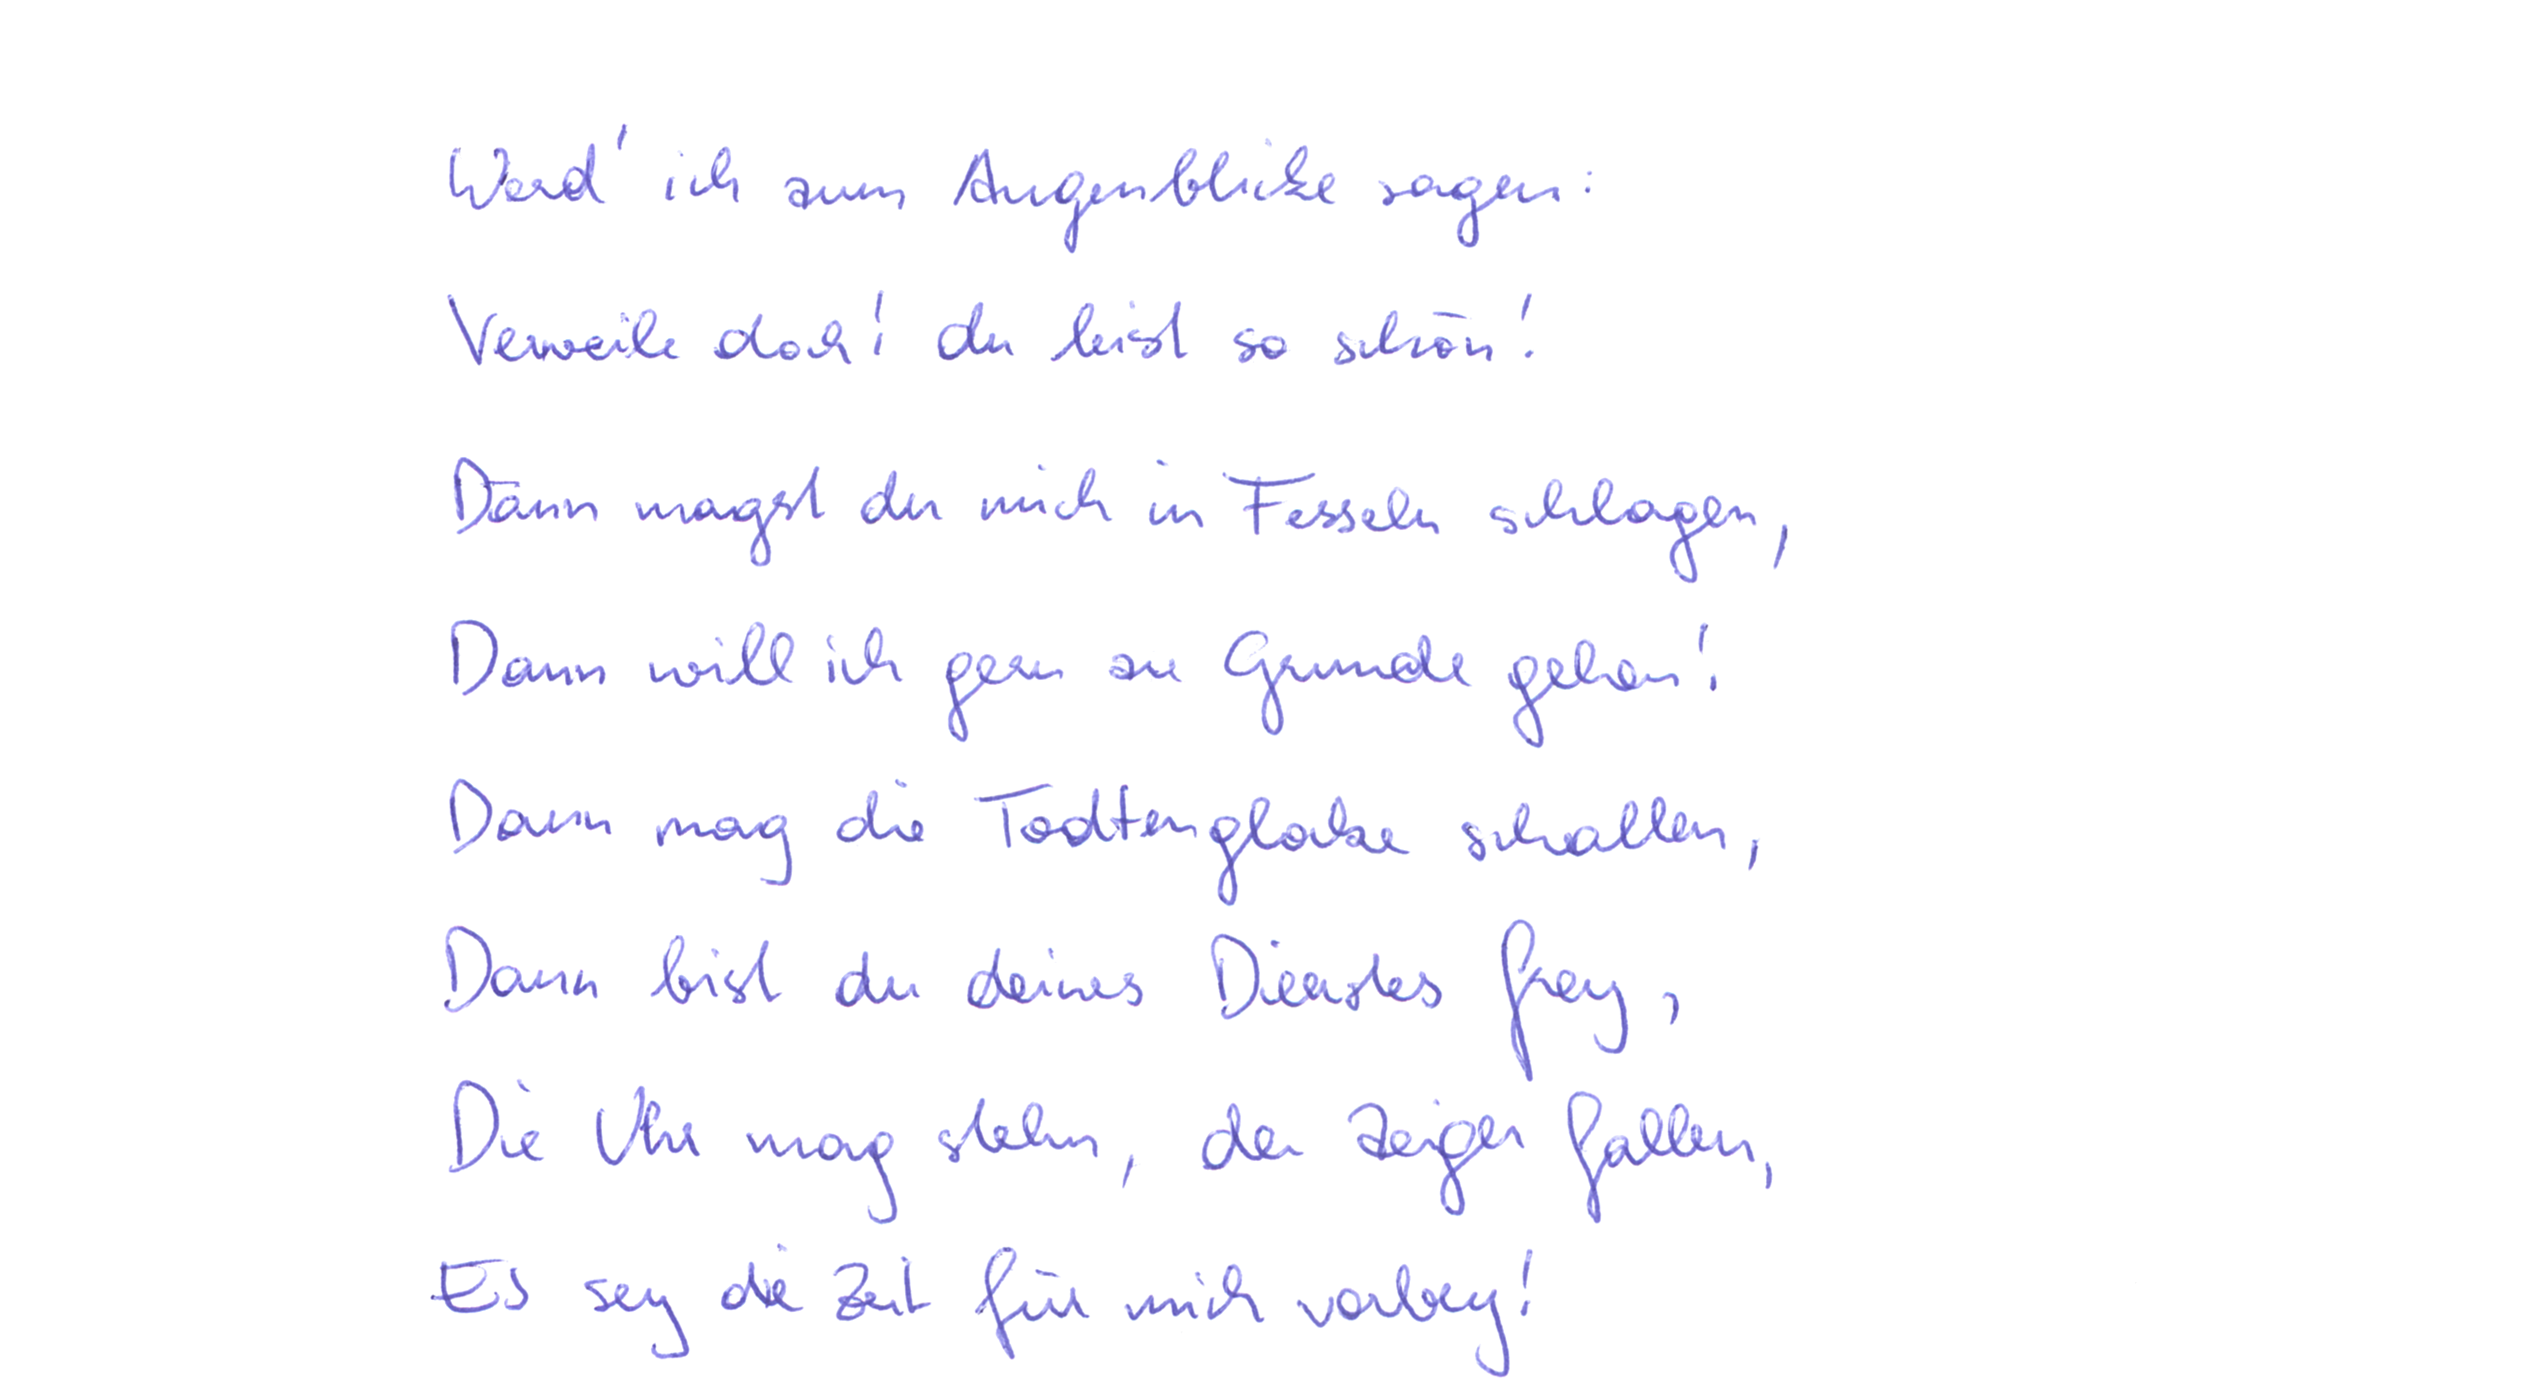 Werd' ich zum Augenblicke sagen:
Verweile doch! du bist so schön!
Dann magst du mich in Fesseln schlagen,
Dann will ich gern zu Grunde gehen!
Dann mag die Todtenglocke schallen,
Dann bist du deines Dienstes frey,
Die Uhr mag stehn, der Zeiger fallen,
Es sey die Zeit für mich vorbey!